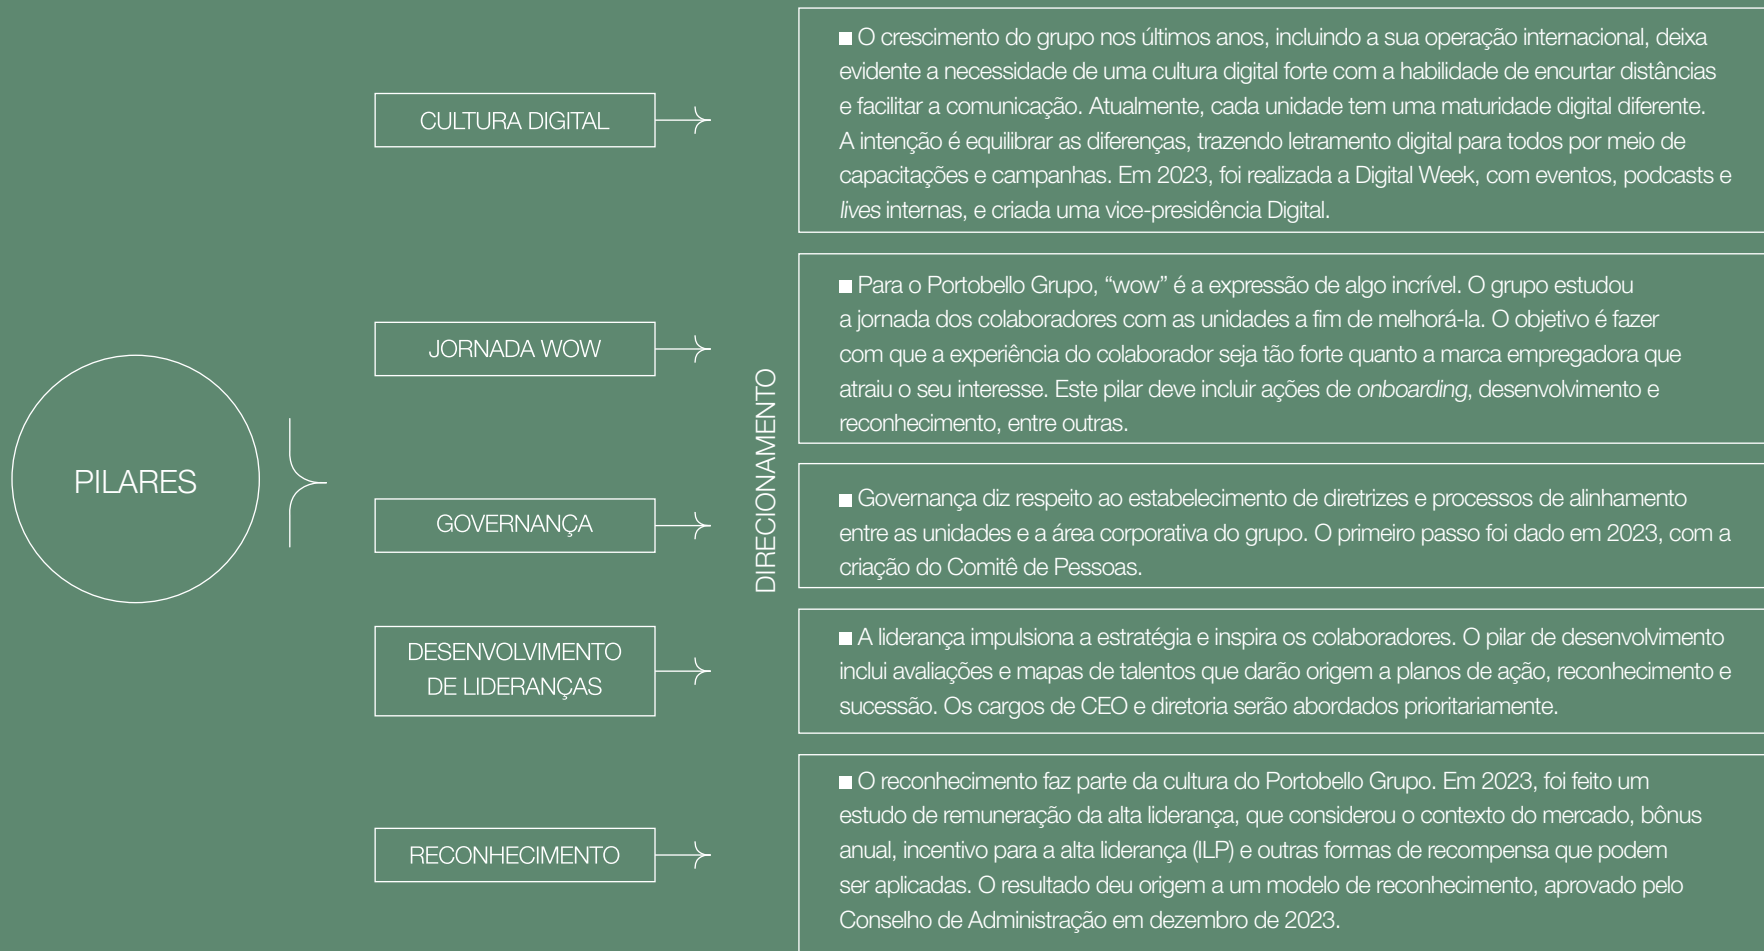 PILARES
CULTURA DIGITAL
JORNADA WOW
GOVERNANÇA
DESENVOLVIMENTO
DE LIDERANÇAS
RECONHECIMENTO
DIRECIONAMENTO
■ O crescimento do grupo nos últimos anos, incluindo a sua operação internacional, deixa
evidente a necessidade de uma cultura digital forte com a habilidade de encurtar distâncias
e facilitar a comunicação. Atualmente, cada unidade tem uma maturidade digital diferente.
A intenção é equilibrar as diferenças, trazendo letramento digital para todos por meio de
capacitações e campanhas. Em 2023, foi realizada a Digital Week, com eventos, podcasts e
lives internas, e criada uma vice-presidência Digital.
■ Para o Portobello Grupo, “wow” é a expressão de algo incrível. O grupo estudou
a jornada dos colaboradores com as unidades a fim de melhorá-la. O objetivo é fazer
com que a experiência do colaborador seja tão forte quanto a marca empregadora que
atraiu o seu interesse. Este pilar deve incluir ações de onboarding, desenvolvimento e
reconhecimento, entre outras.
■ Governança diz respeito ao estabelecimento de diretrizes e processos de alinhamento
entre as unidades e a área corporativa do grupo. O primeiro passo foi dado em 2023, com a
criação do Comitê de Pessoas.
■ A liderança impulsiona a estratégia e inspira os colaboradores. O pilar de desenvolvimento
inclui avaliações e mapas de talentos que darão origem a planos de ação, reconhecimento e
sucessão. Os cargos de CEO e diretoria serão abordados prioritariamente.
■ O reconhecimento faz parte da cultura do Portobello Grupo. Em 2023, foi feito um
estudo de remuneração da alta liderança, que considerou o contexto do mercado, bônus
anual, incentivo para a alta liderança (ILP) e outras formas de recompensa que podem
ser aplicadas. O resultado deu origem a um modelo de reconhecimento, aprovado pelo
Conselho de Administração em dezembro de 2023.